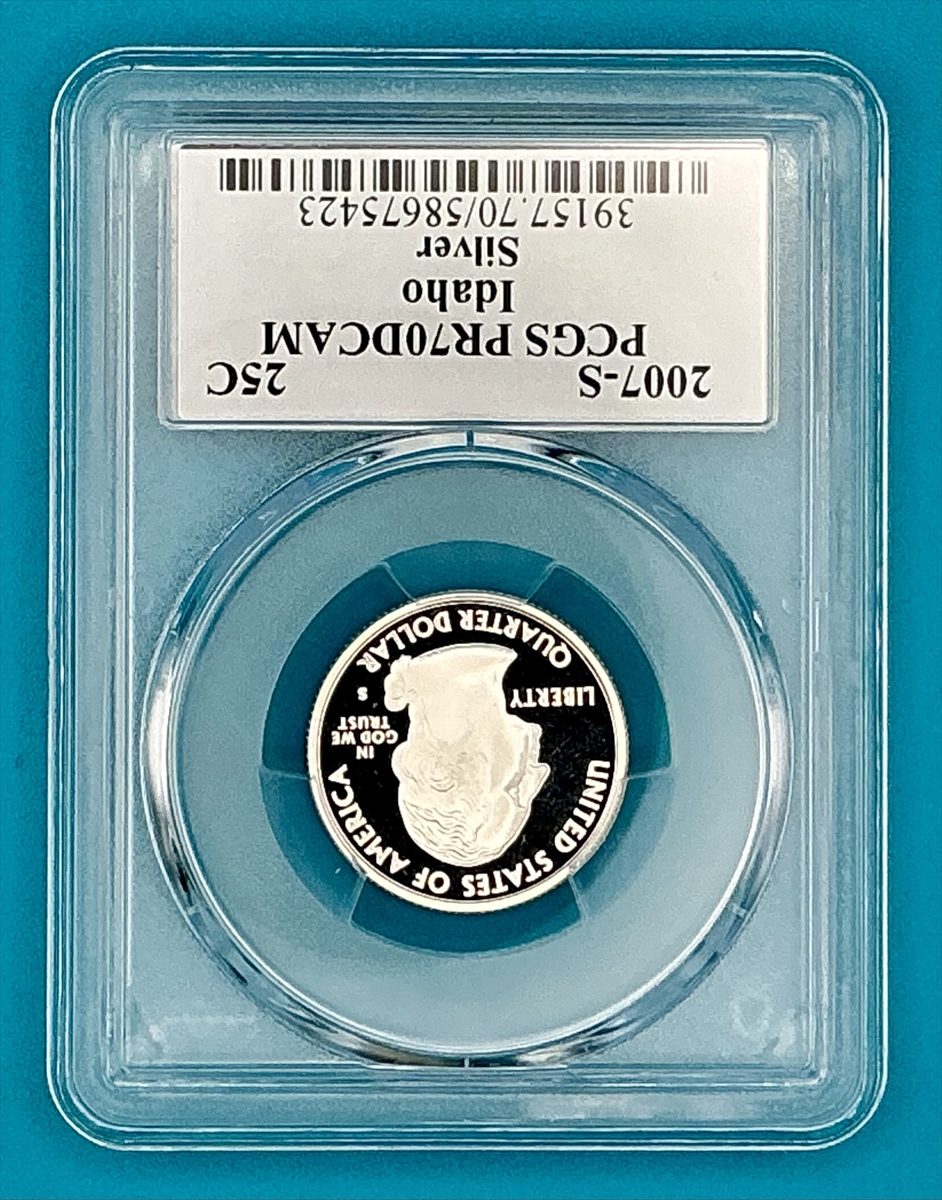 2007-S 25C
PCGS PR70DCAM
Idaho
Silver
39157.70/58675423
UNITED STATES OF AMERICA
LIBERTY
IN
GOD WE
TRUST
S
QUARTER DOLLAR